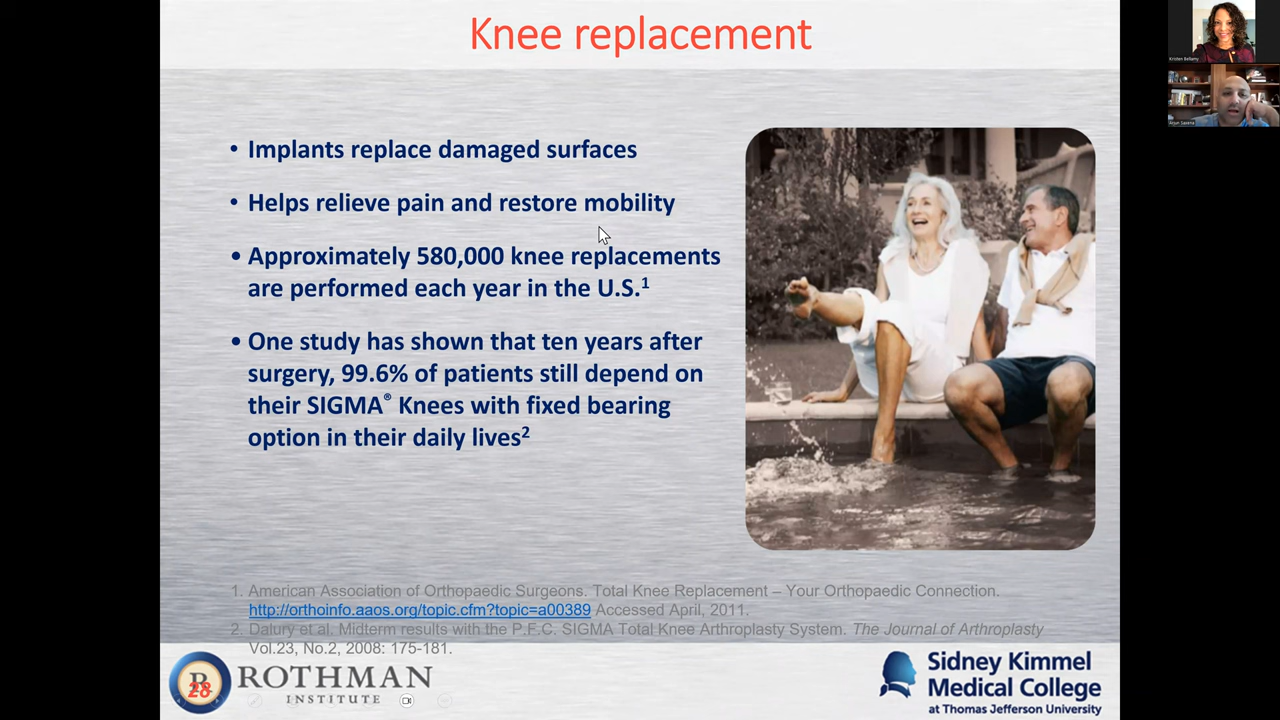 Knee replacement
• Implants replace damaged surfaces
• Helps relieve pain and restore mobility
• Approximately 580,000 knee replacements
are performed each year in the U.S.1
• One study has shown that ten years after
surgery, 99.6% of patients still depend on
their SIGMA® Knees with fixed bearing
option in their daily lives2
1. American Association of Orthopaedic Surgeons. Total Knee Replacement – Your Orthopaedic Connection.
http://orthoinfo.aaos.org/topic.cfm?topic=a00389 Accessed April, 2011.
2. Dalury et al. Midterm results with the P.F.C. SIGMA Total Knee Arthroplasty System. The Journal of Arthroplasty
Vol.23, No.2, 2008: 175-181.
R
28
ROTHMAN
INSTITUTE
Sidney Kimmel
Medical College
at Thomas Jefferson University
Kristen Bellamy
Arjun Saxena